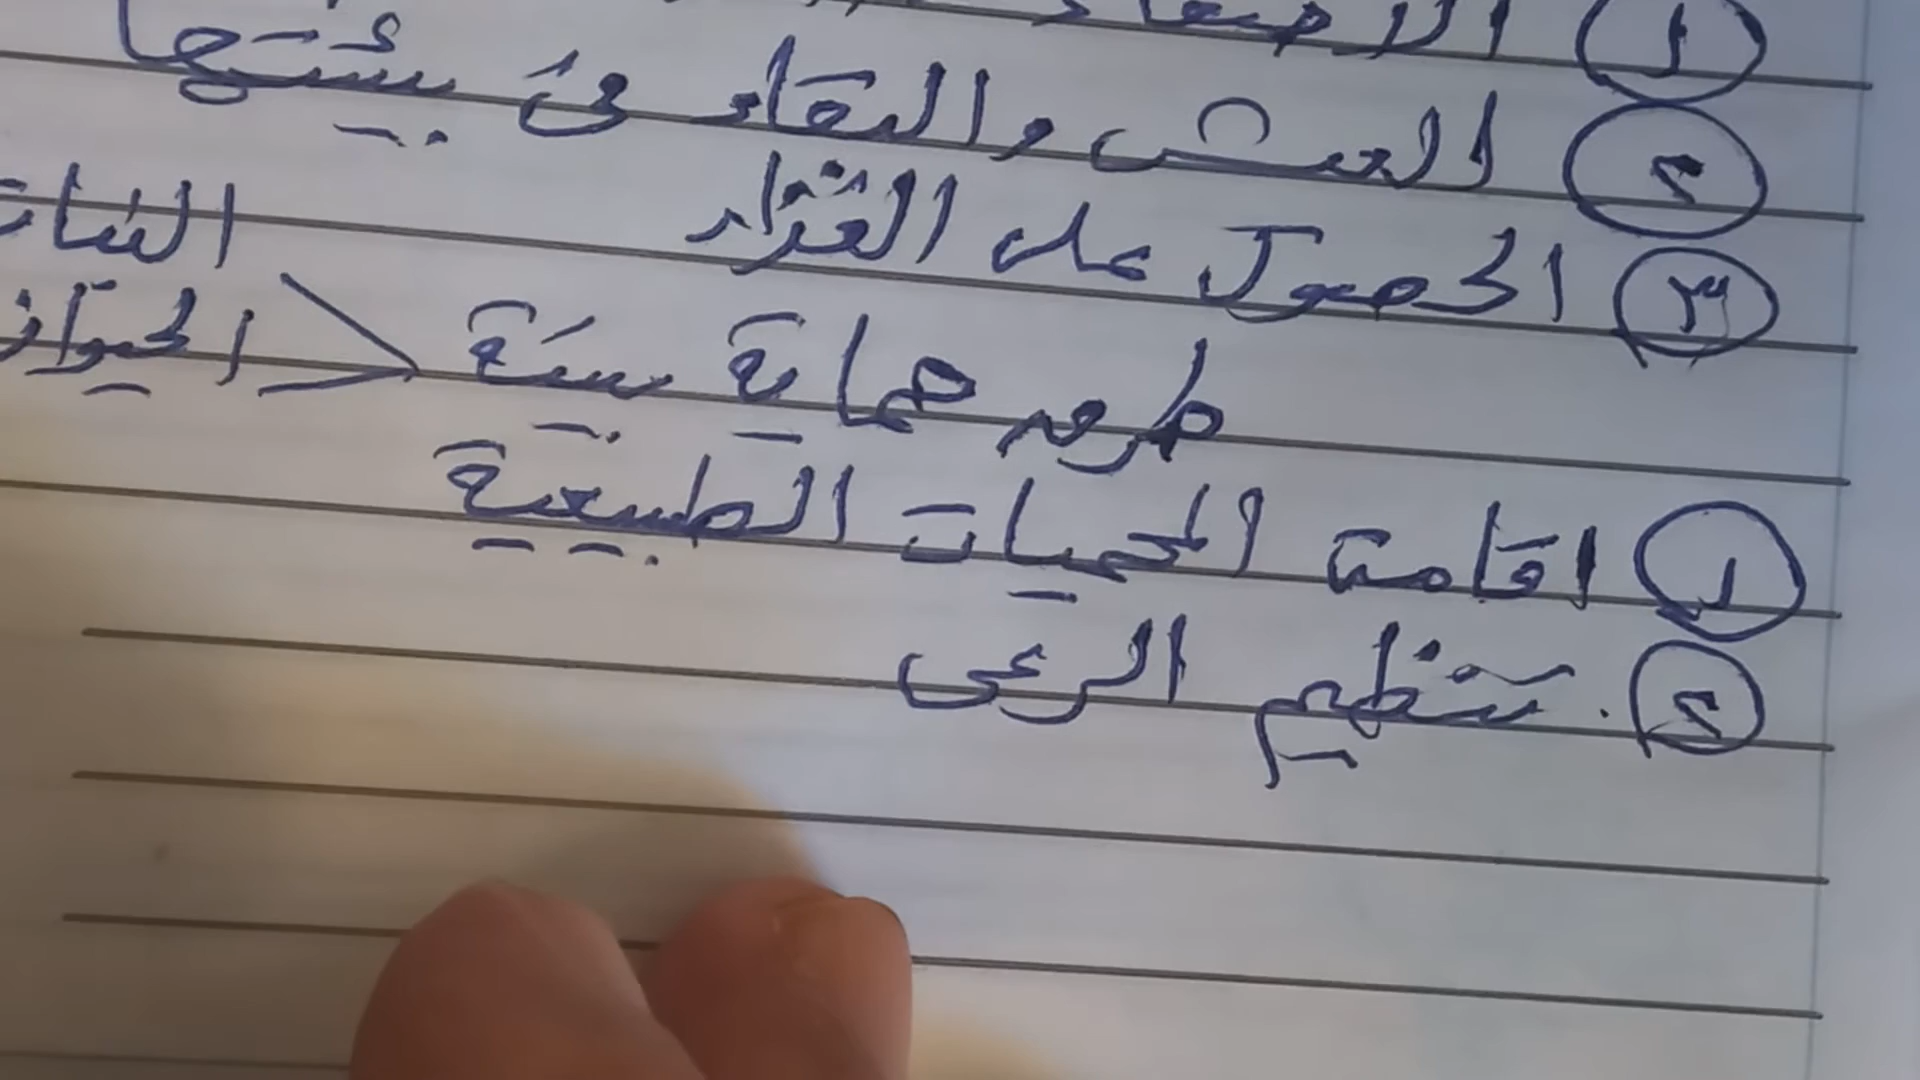 ١
٢ العيش والبقاء في بيئتها
٣ الحصول على الغذاء
طرق حماية بيئة النبات
الحيوان
١ اقامة المحميات الطبيعية
٢ تنظيم الرعى